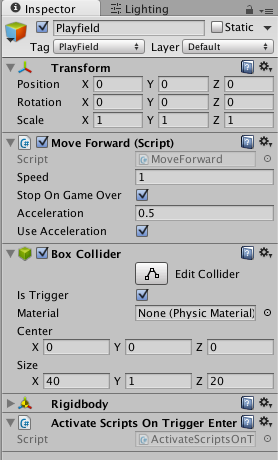 Inspector Lighting
Playfield Static
Tag PlayField Layer Default
Transform
Position X 0 Y 0 Z 0
Rotation X 0 Y 0 Z 0
Scale X 1 Y 1 Z 1
Move Forward (Script)
Script MoveForward
Speed 1
Stop On Game Over
Acceleration 0.5
Use Acceleration
Box Collider
Edit Collider
Is Trigger
Material None (Physic Material)
Center
X 0 Y 0 Z 0
Size
X 40 Y 1 Z 20
Rigidbody
Activate Scripts On Trigger Enter
Script ActivateScriptsOnT